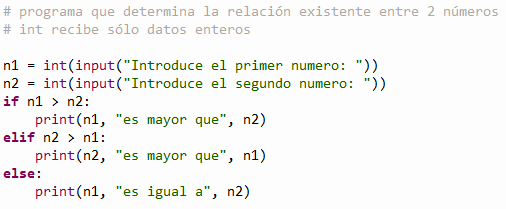 # programa que determina la relación existente entre 2 números
# int recibe sólo datos enteros

n1 = int(input("Introduce el primer numero: "))
n2 = int(input("Introduce el segundo numero: "))
if n1 > n2:
    print(n1, "es mayor que", n2)
elif n2 > n1:
    print(n2, "es mayor que", n1)
else:
    print(n1, "es igual a", n2)